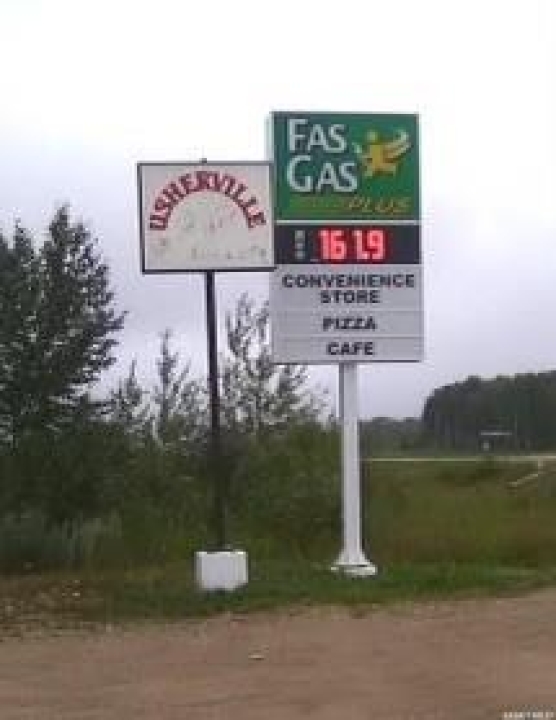 USHERVILLE
FAS
GAS
PLUS
161.9
CONVENIENCE
STORE
PIZZA
CAFE